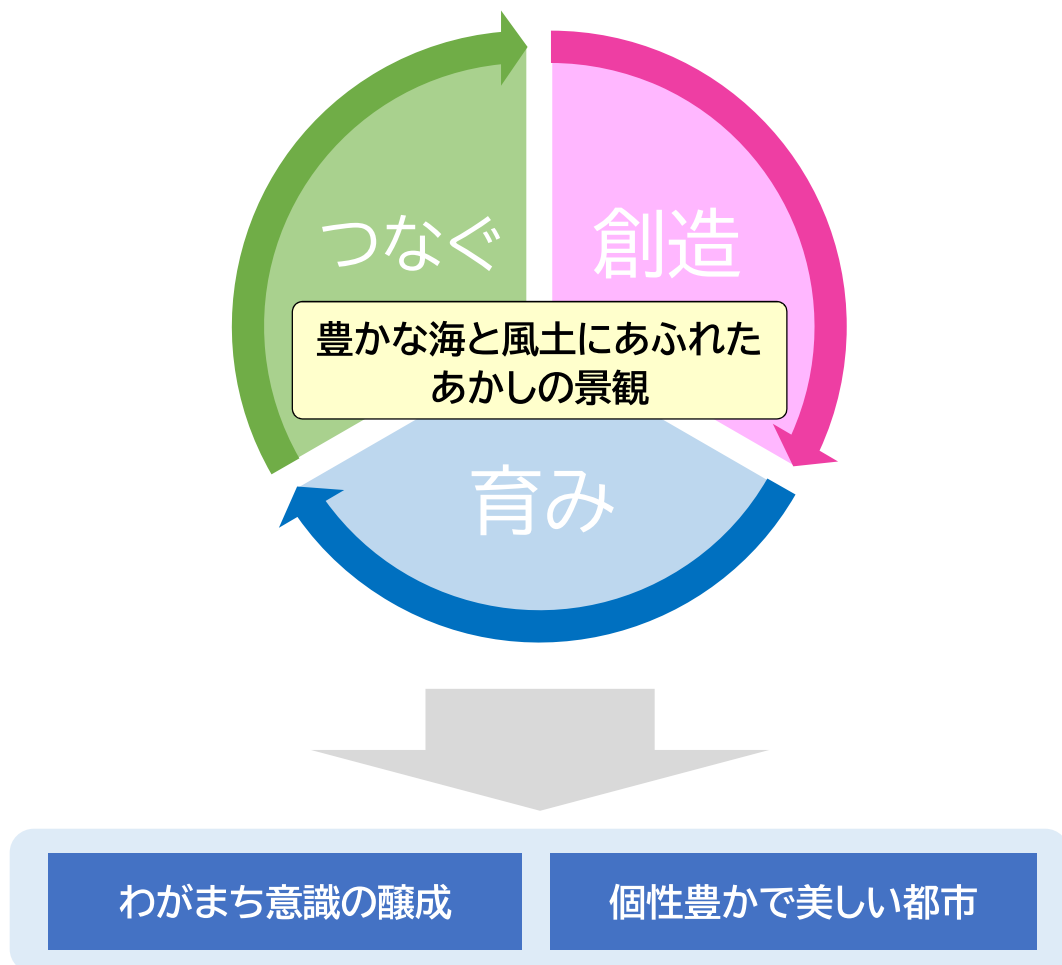 つなぐ
創造
豊かな海と風土にあふれた
あかしの景観
育み
わがまち意識の醸成
個性豊かで美しい都市